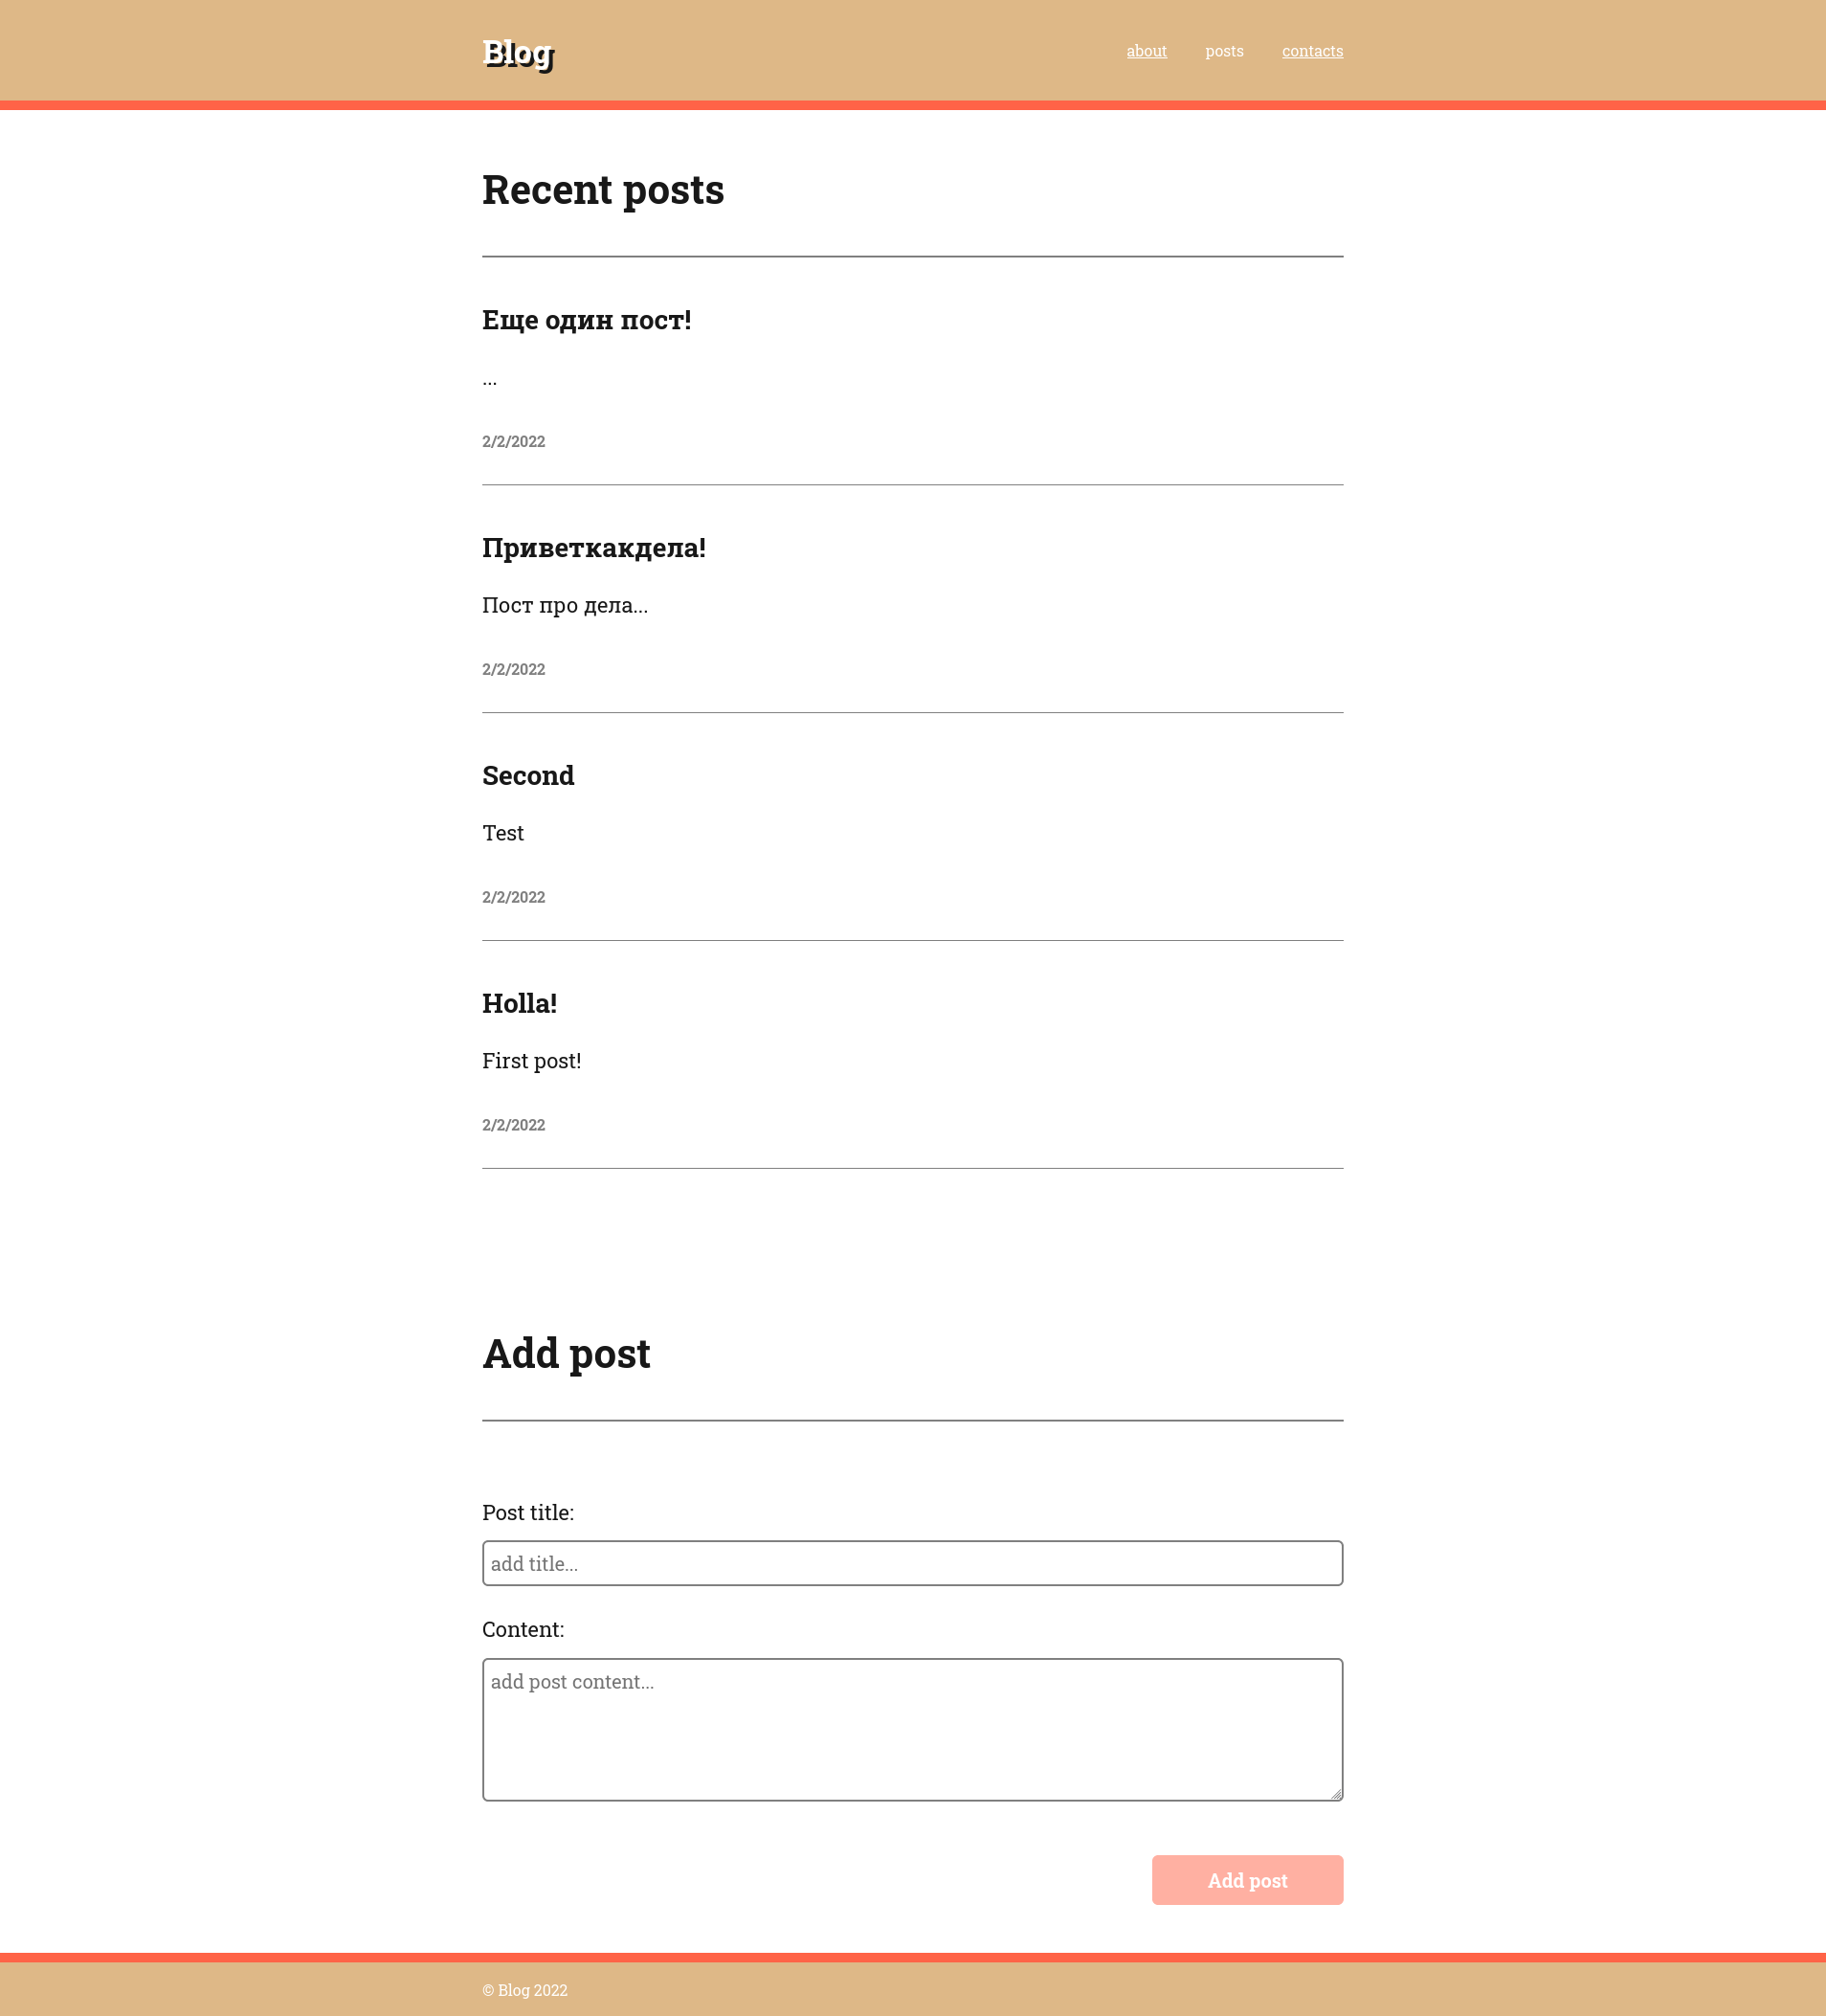 Blog
about posts contacts
Recent posts
Еще один пост!
...
2/2/2022
Приветкакдела!
Пост про дела...
2/2/2022
Second
Test
2/2/2022
Holla!
First post!
2/2/2022
Add post
Post title:
add title...
Content:
add post content...
Add post
© Blog 2022